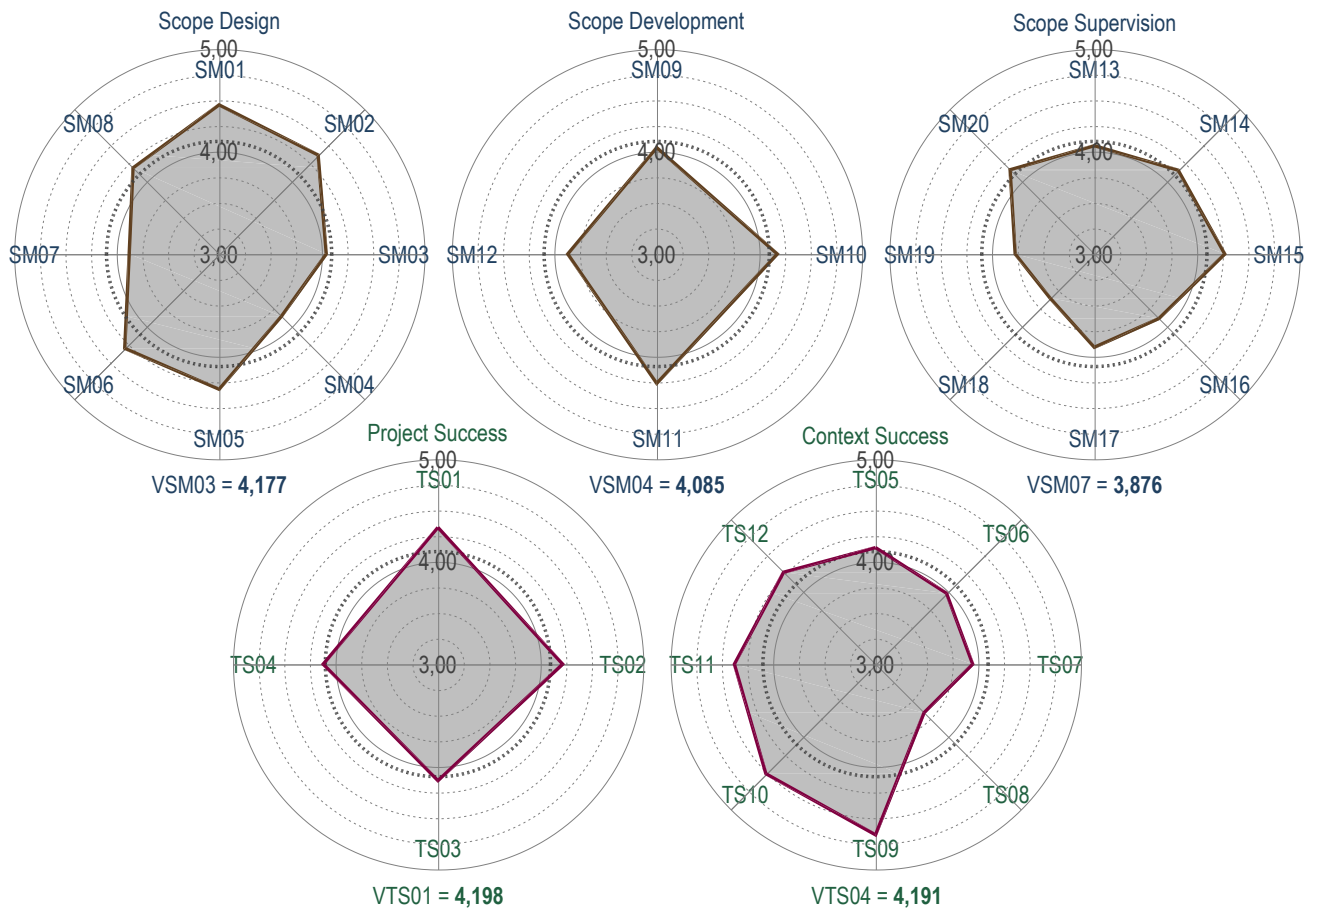 Scope Design
5,00
SM01
SM08
SM02
4,00
SM07
3,00
SM03
SM06
SM04
SM05
VSM03 = 4,177
Scope Development
5,00
SM09
4,00
SM12
3,00
SM10
SM11
VSM04 = 4,085
Scope Supervision
5,00
SM13
SM20
SM14
4,00
SM19
3,00
SM15
SM18
SM16
SM17
VSM07 = 3,876
Project Success
5,00
TS01
4,00
TS04
3,00
TS02
TS03
VTS01 = 4,198
Context Success
5,00
TS05
TS12
TS06
4,00
TS11
3,00
TS07
TS10
TS08
TS09
VTS04 = 4,191